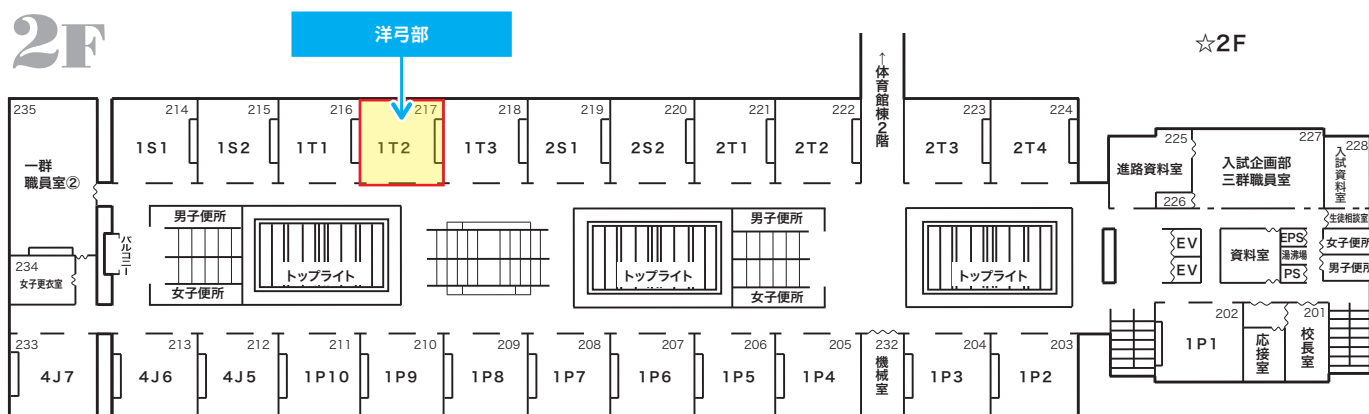 2F
洋弓部
☆2F
↑体育館棟2階
235
214
215
216
217
218
219
220
221
222
223
224
一群
職員室②
1S1
1S2
1T1
1T2
1T3
2S1
2S2
2T1
2T2
2T3
2T4
225
227
228
進路資料室
入試企画部
三群職員室
入試資料室
226
生徒相談室
男子便所
男子便所
トップライト
トップライト
トップライト
女子便所
女子便所
バルコニー
EV
EV
資料室
EPS
湯沸場
PS
女子便所
男子便所
234
女子更衣室
233
213
212
211
210
209
208
207
206
205
232
204
203
202
201
4J7
4J6
4J5
1P10
1P9
1P8
1P7
1P6
1P5
1P4
機械室
1P3
1P2
1P1
応接室
校長室